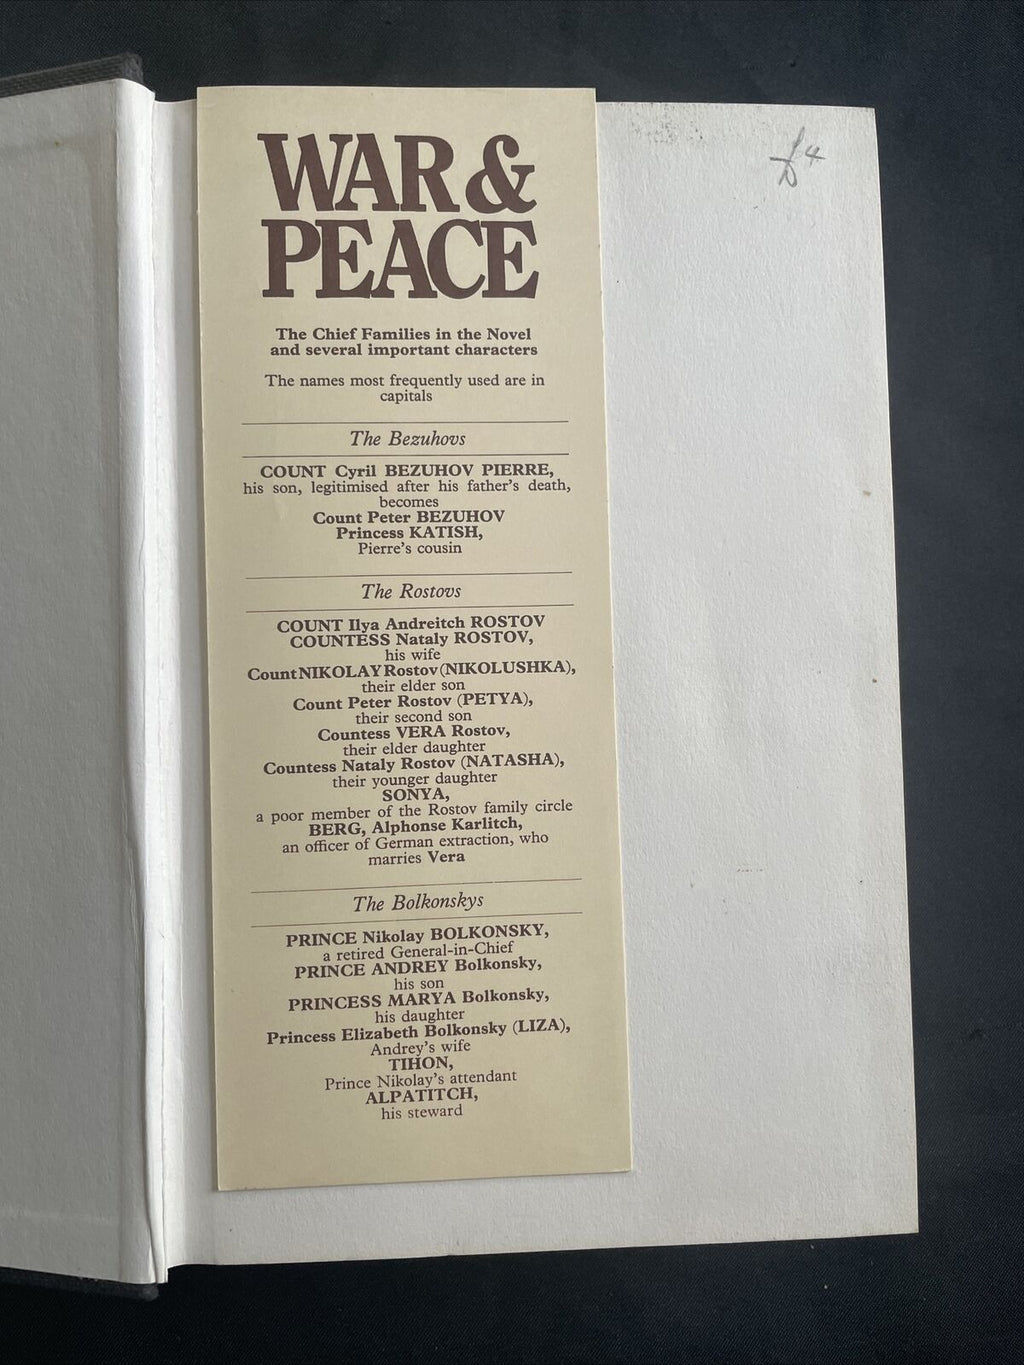 WAR &
PEACE
The Chief Families in the Novel
and several important characters
The names most frequently used are in
capitals
The Bezuhovs
COUNT Cyril BEZUHOV PIERRE,
his son, legitimised after his father's death,
becomes
Count Peter BEZUHOV
Princess KATISH,
Pierre's cousin
The Rostovs
COUNT Ilya Andreitch ROSTOV
COUNTESS Nataly ROSTOV,
his wife
Count NIKOLAY Rostov (NIKOLUSHKA),
their elder son
Count Peter Rostov (PETYA),
their second son
Countess VERA Rostov,
their elder daughter
Countess Nataly Rostov (NATASHA),
their younger daughter
SONYA,
a poor member of the Rostov family circle
BERG, Alphonse Karlitch,
an officer of German extraction, who
marries Vera
The Bolkonskys
PRINCE Nikolay BOLKONSKY,
a retired General-in-Chief
PRINCE ANDREY Bolkonsky,
his son
PRINCESS MARYA Bolkonsky,
his daughter
Princess Elizabeth Bolkonsky (LIZA),
Andrey's wife
TIHON,
Prince Nikolay's attendant
ALPATITCH,
his steward